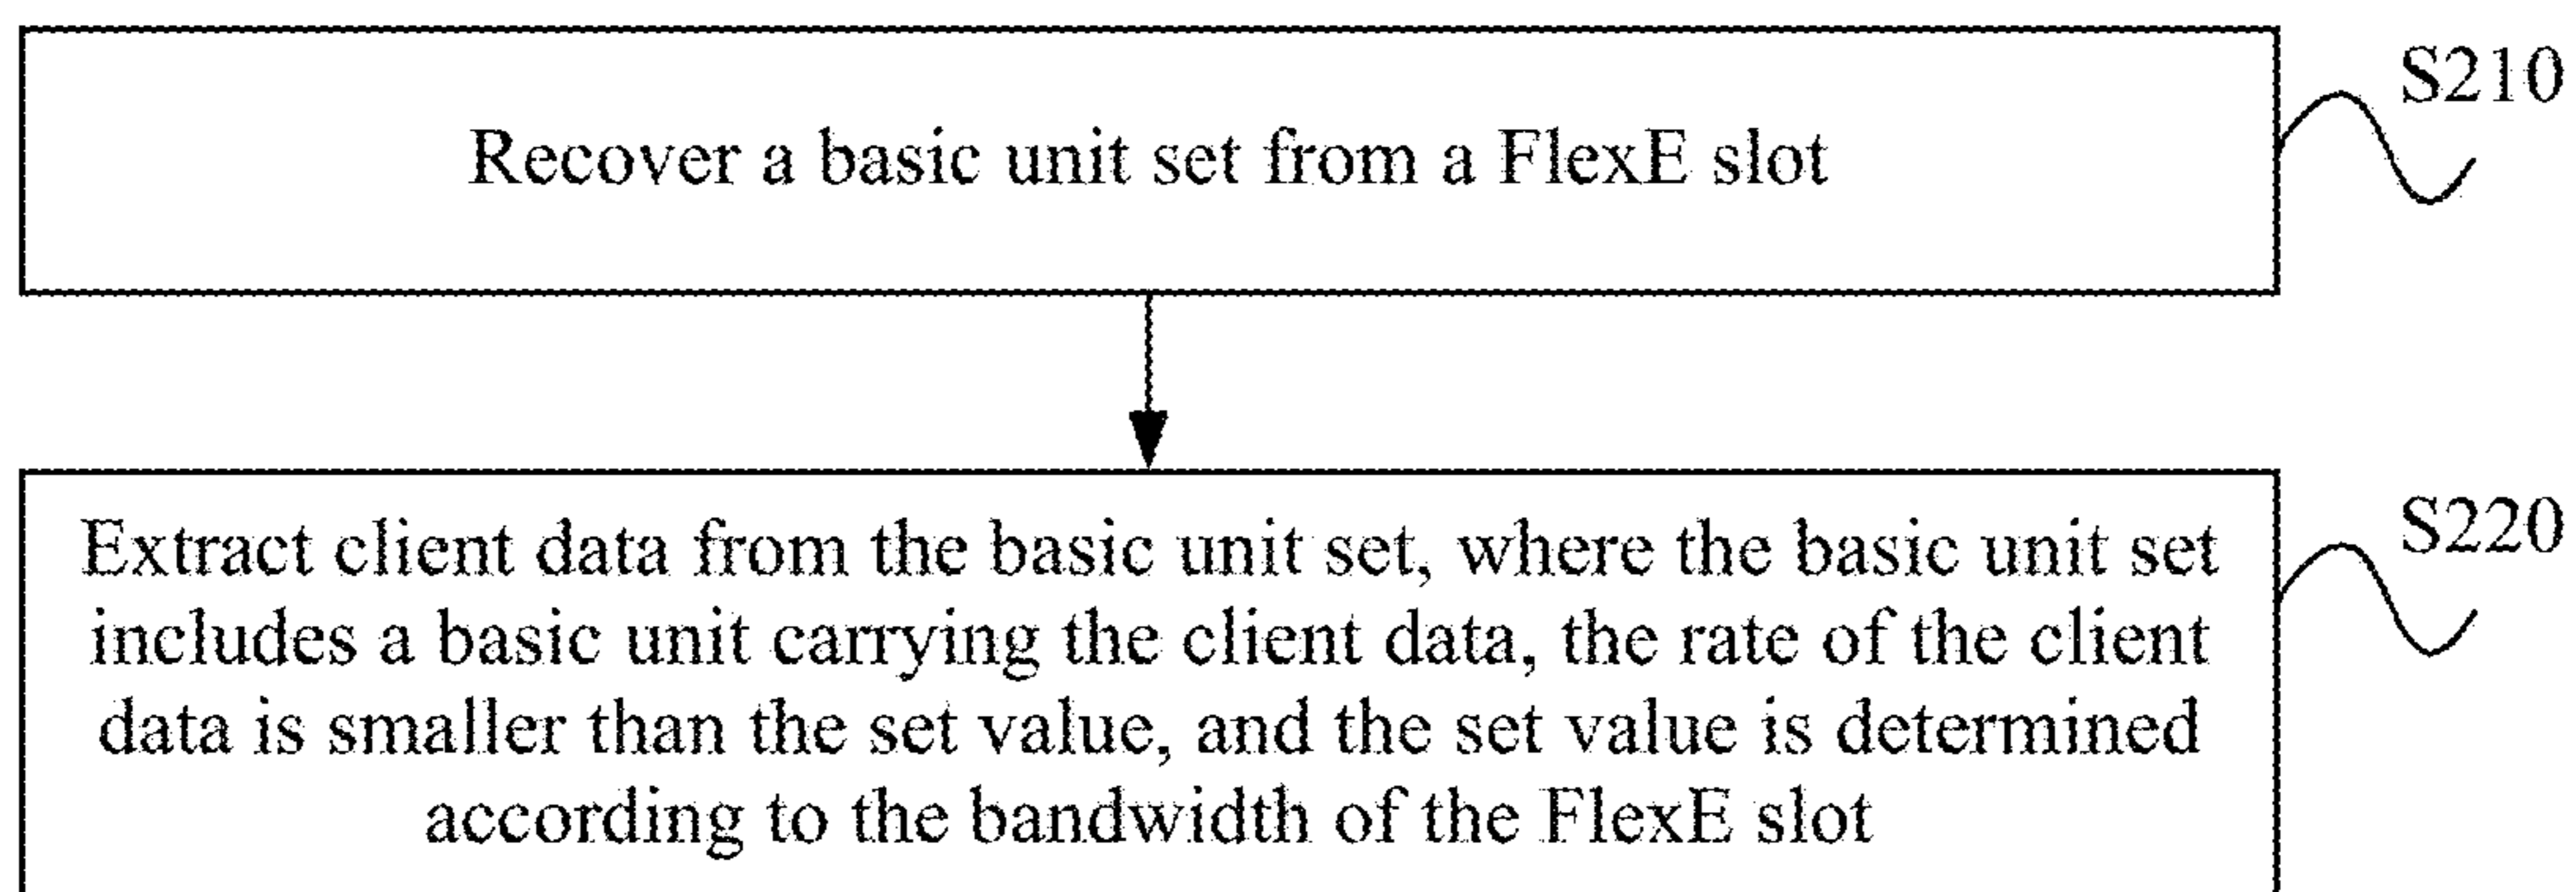 Recover a basic unit set from a FlexE slot
S210
Extract client data from the basic unit set, where the basic unit set
includes a basic unit carrying the client data, the rate of the client
data is smaller than the set value, and the set value is determined
according to the bandwidth of the FlexE slot
S220